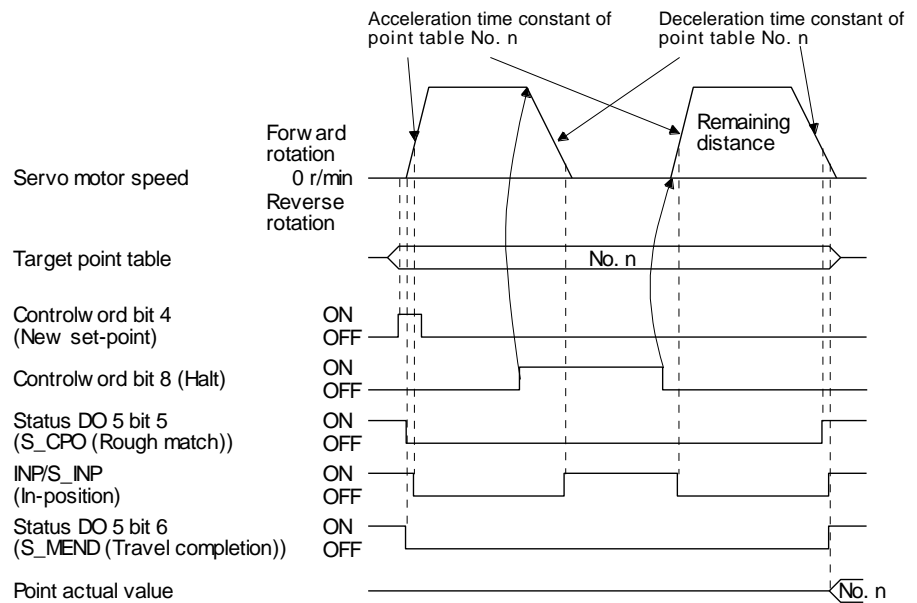 Acceleration time constant of
point table No. n
Deceleration time constant of
point table No. n
Forward
rotation
Remaining
distance
Servo motor speed
0 r/min
Reverse
rotation
Target point table
No. n
Controlword bit 4
(New set-point)
ON
OFF
Controlword bit 8 (Halt)
ON
OFF
Status DO 5 bit 5
(S_CPO (Rough match))
ON
OFF
INP/S_INP
(In-position)
ON
OFF
Status DO 5 bit 6
(S_MEND (Travel completion))
ON
OFF
Point actual value
No. n